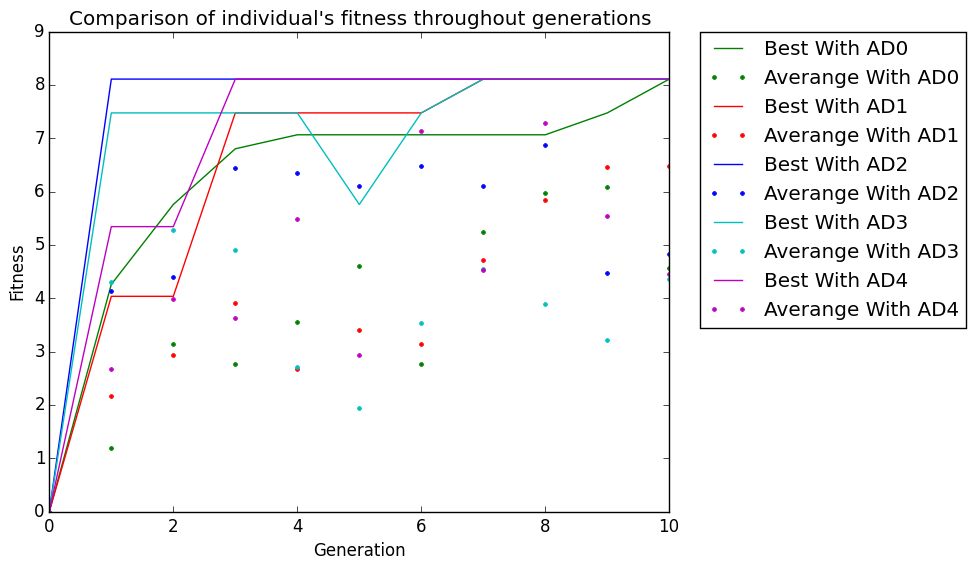 Comparison of individual's fitness throughout generations
9
8
7
6
5
4
3
2
1
0
Fitness
0 2 4 6 8 10
Generation
Best With AD0
Averange With AD0
Best With AD1
Averange With AD1
Best With AD2
Averange With AD2
Best With AD3
Averange With AD3
Best With AD4
Averange With AD4